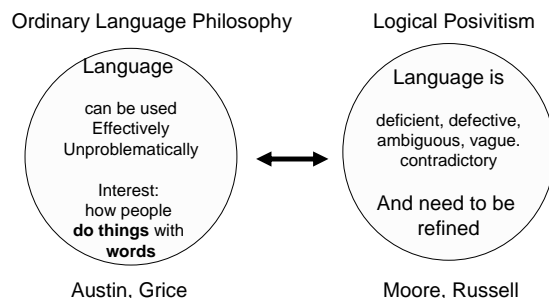 Ordinary Language Philosophy
Logical Posivitism
Language
can be used
Effectively
Unproblematically
Interest:
how people
do things with
words
Language is
deficient, defective,
ambiguous, vague.
contradictory
And need to be
refined
Austin, Grice
Moore, Russell